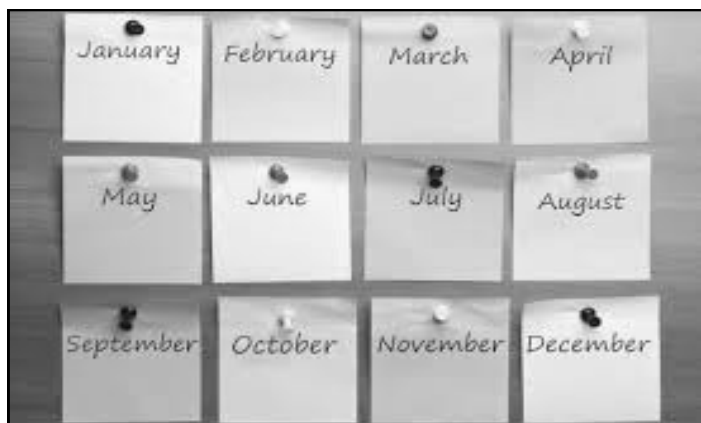 January February March April
May June July August
September October November December